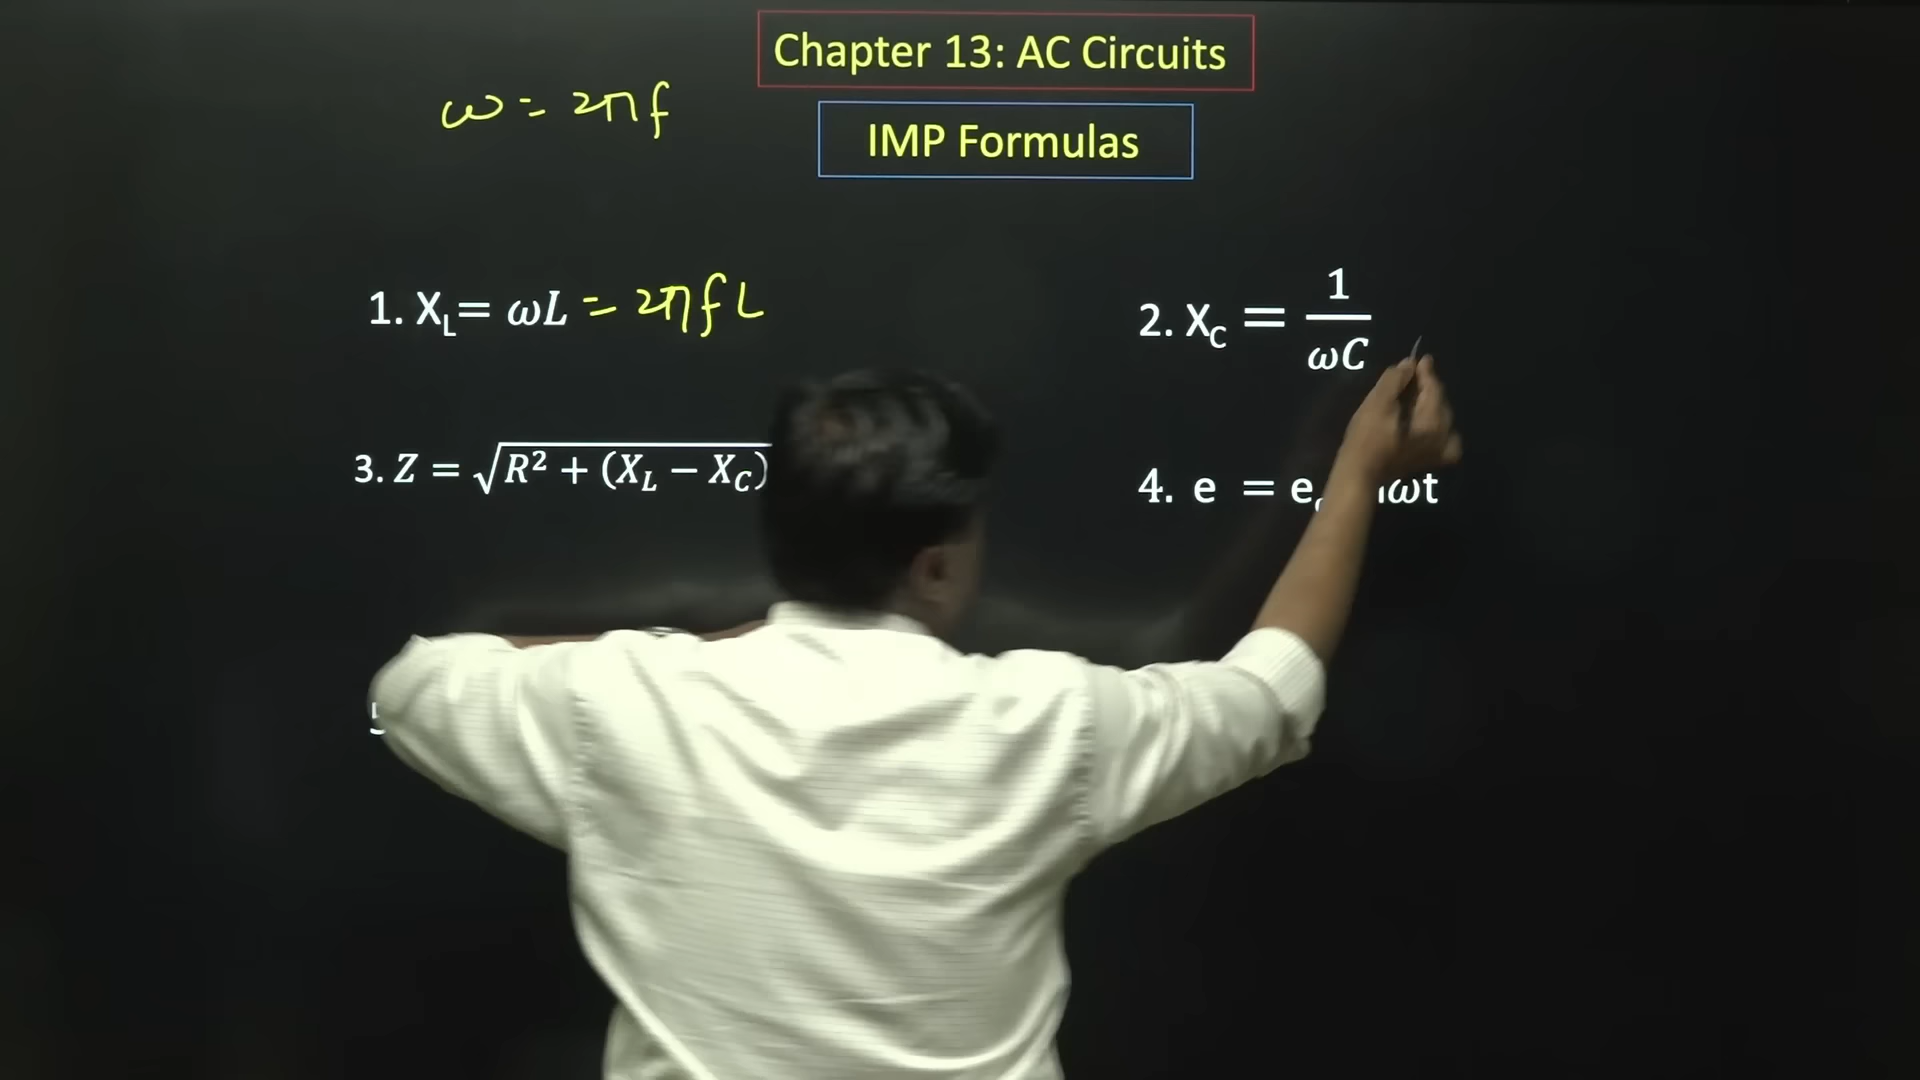 Chapter 13: AC Circuits
ω = 2πf
IMP Formulas
1. X_L = ωL = 2πfL
2. X_C = 1/ωC
3. Z = √R² + (X_L − X_C)
4. e = e ωt